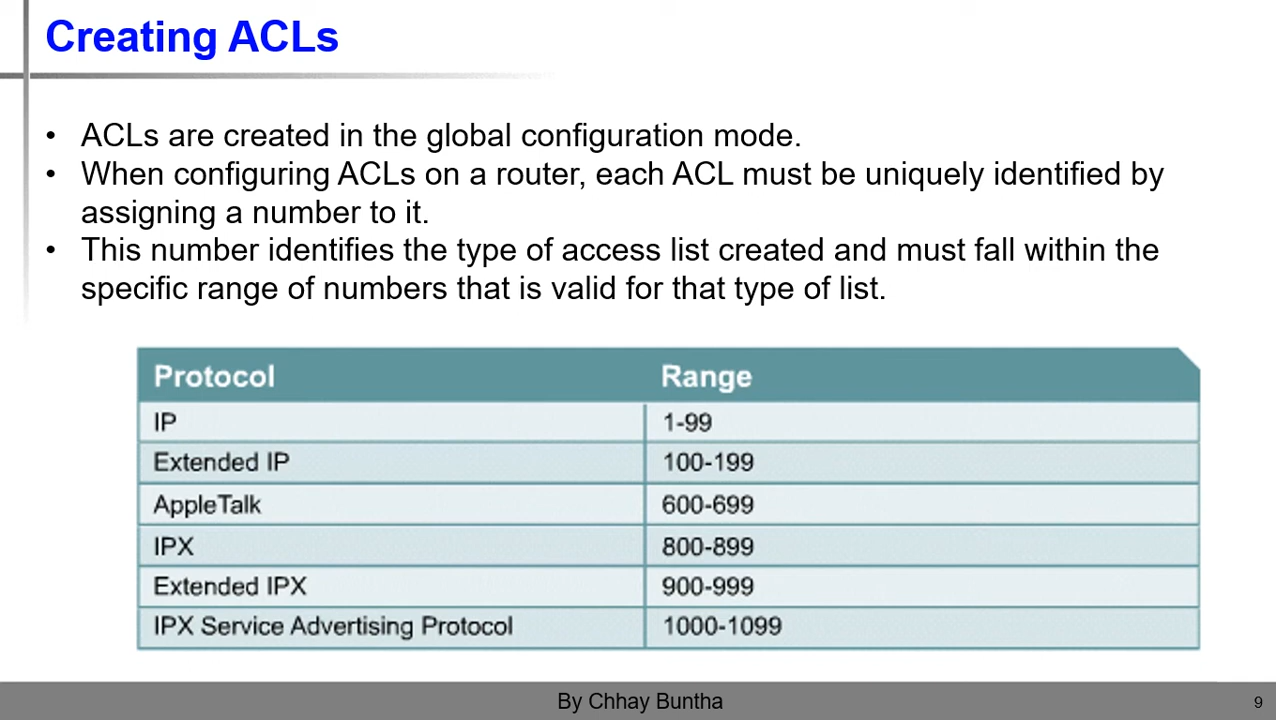 Creating ACLs
• ACLs are created in the global configuration mode.
• When configuring ACLs on a router, each ACL must be uniquely identified by
assigning a number to it.
• This number identifies the type of access list created and must fall within the
specific range of numbers that is valid for that type of list.
Protocol Range
IP 1-99
Extended IP 100-199
AppleTalk 600-699
IPX 800-899
Extended IPX 900-999
IPX Service Advertising Protocol 1000-1099
By Chhay Buntha 9